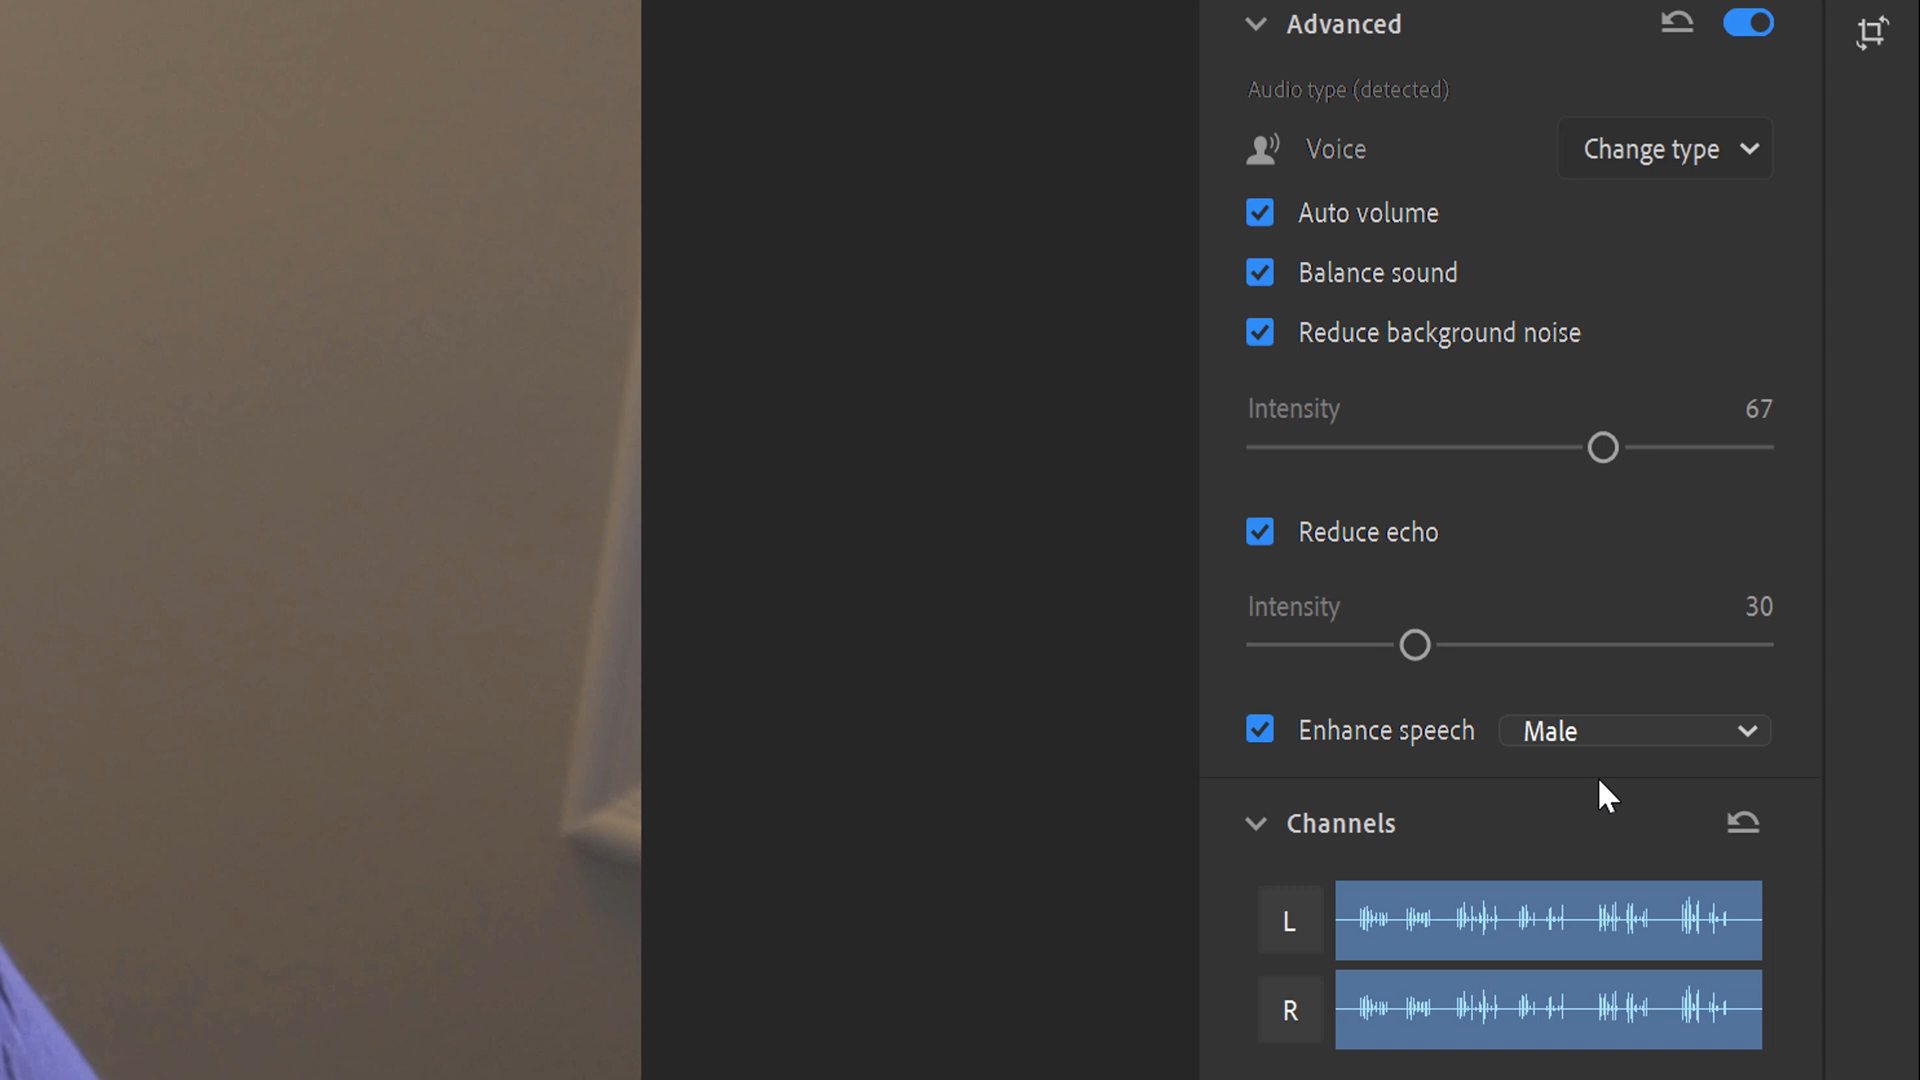 Advanced
Audio type (detected)
Voice
Change type
Auto volume
Balance sound
Reduce background noise
Intensity 67
Reduce echo
Intensity 30
Enhance speech Male
Channels
L
R